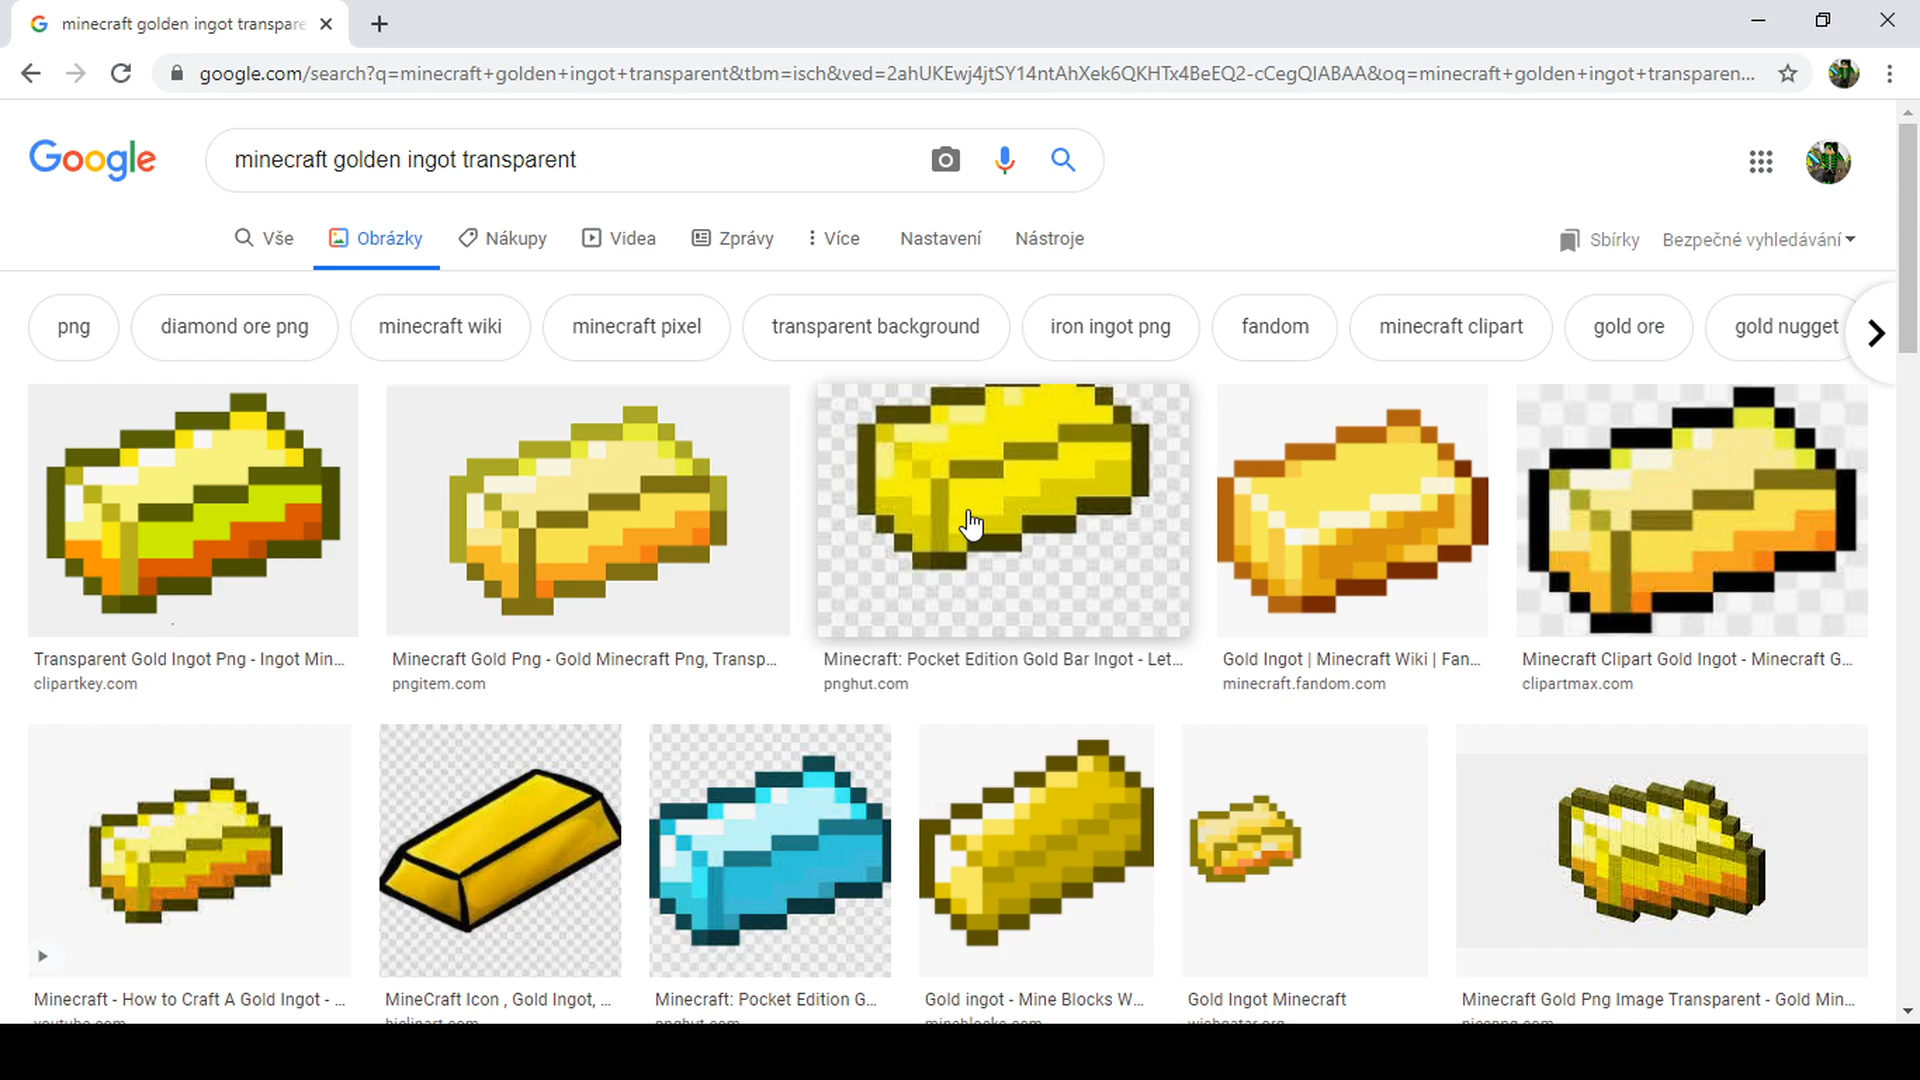 minecraft golden ingot transpare
google.com/search?q=minecraft+golden+ingot+transparent&tbm=isch&ved=2ahUKEwj4jtSY14ntAhXek6QKHTx4BeEQ2-cCegQIABAA&oq=minecraft+golden+ingot+transparen...
Google
minecraft golden ingot transparent
Vše
Obrázky
Nákupy
Videa
Zprávy
Více
Nastavení
Nástroje
Sbírky
Bezpečné vyhledávání
png
diamond ore png
minecraft wiki
minecraft pixel
transparent background
iron ingot png
fandom
minecraft clipart
gold ore
gold nugget
Transparent Gold Ingot Png - Ingot Min...
clipartkey.com
Minecraft Gold Png - Gold Minecraft Png, Transp...
pngitem.com
Minecraft: Pocket Edition Gold Bar Ingot - Let...
pnghut.com
Gold Ingot | Minecraft Wiki | Fan...
minecraft.fandom.com
Minecraft Clipart Gold Ingot - Minecraft G...
clipartmax.com
Minecraft - How to Craft A Gold Ingot - ...
youtube.com
MineCraft Icon , Gold Ingot, ...
Minecraft: Pocket Edition G...
pnghut.com
Gold ingot - Mine Blocks W...
mineblocks.com
Gold Ingot Minecraft
Minecraft Gold Png Image Transparent - Gold Min...